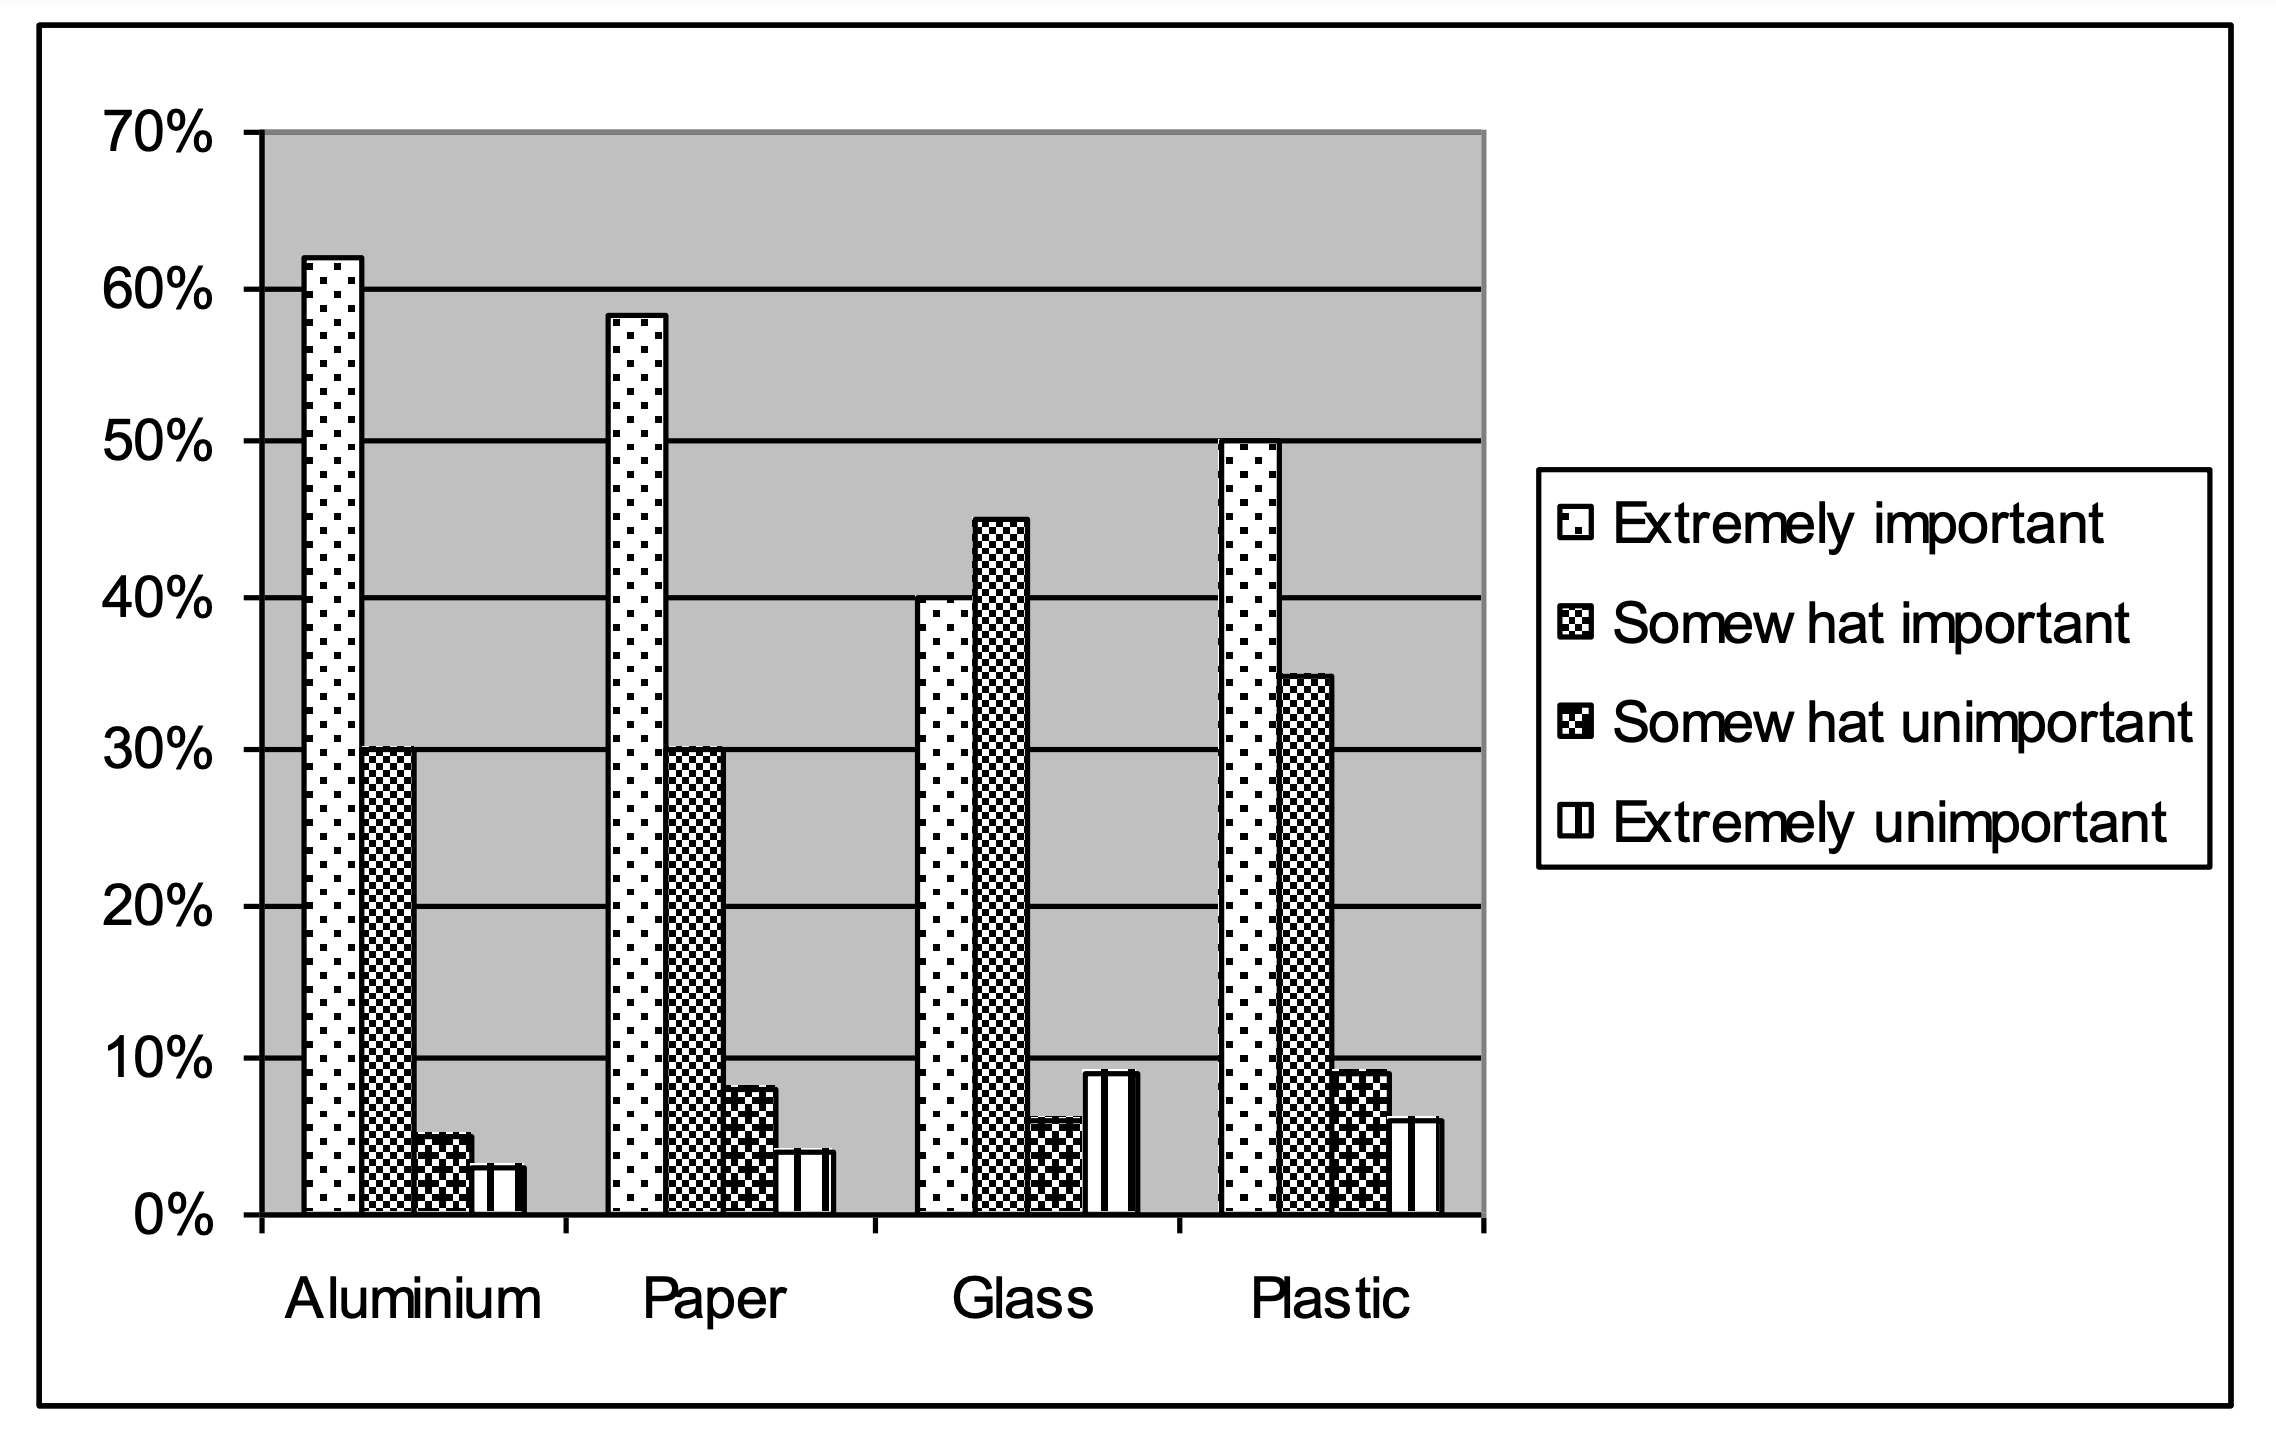 70%
60%
50%
40%
30%
20%
10%
0%
Aluminium Paper Glass Plastic
Extremely important
Somew hat important
Somew hat unimportant
Extremely unimportant